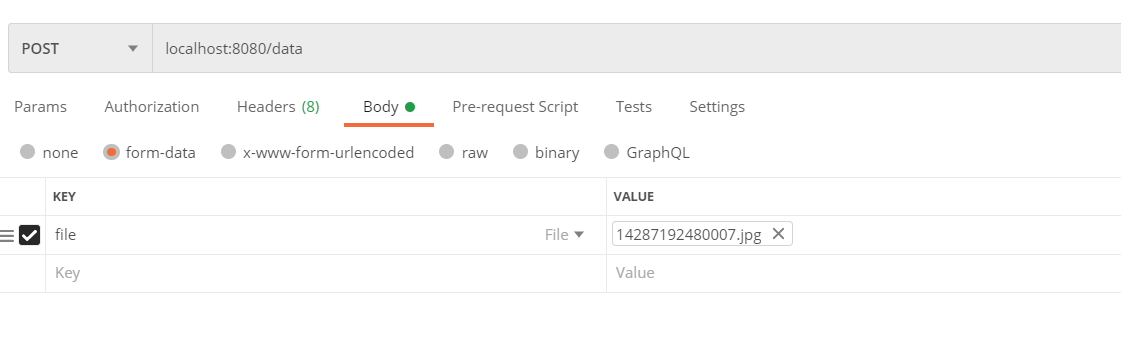 POST localhost:8080/data
Params Authorization Headers (8) Body Pre-request Script Tests Settings
none form-data x-www-form-urlencoded raw binary GraphQL
KEY VALUE
file File 14287192480007.jpg
Key Value